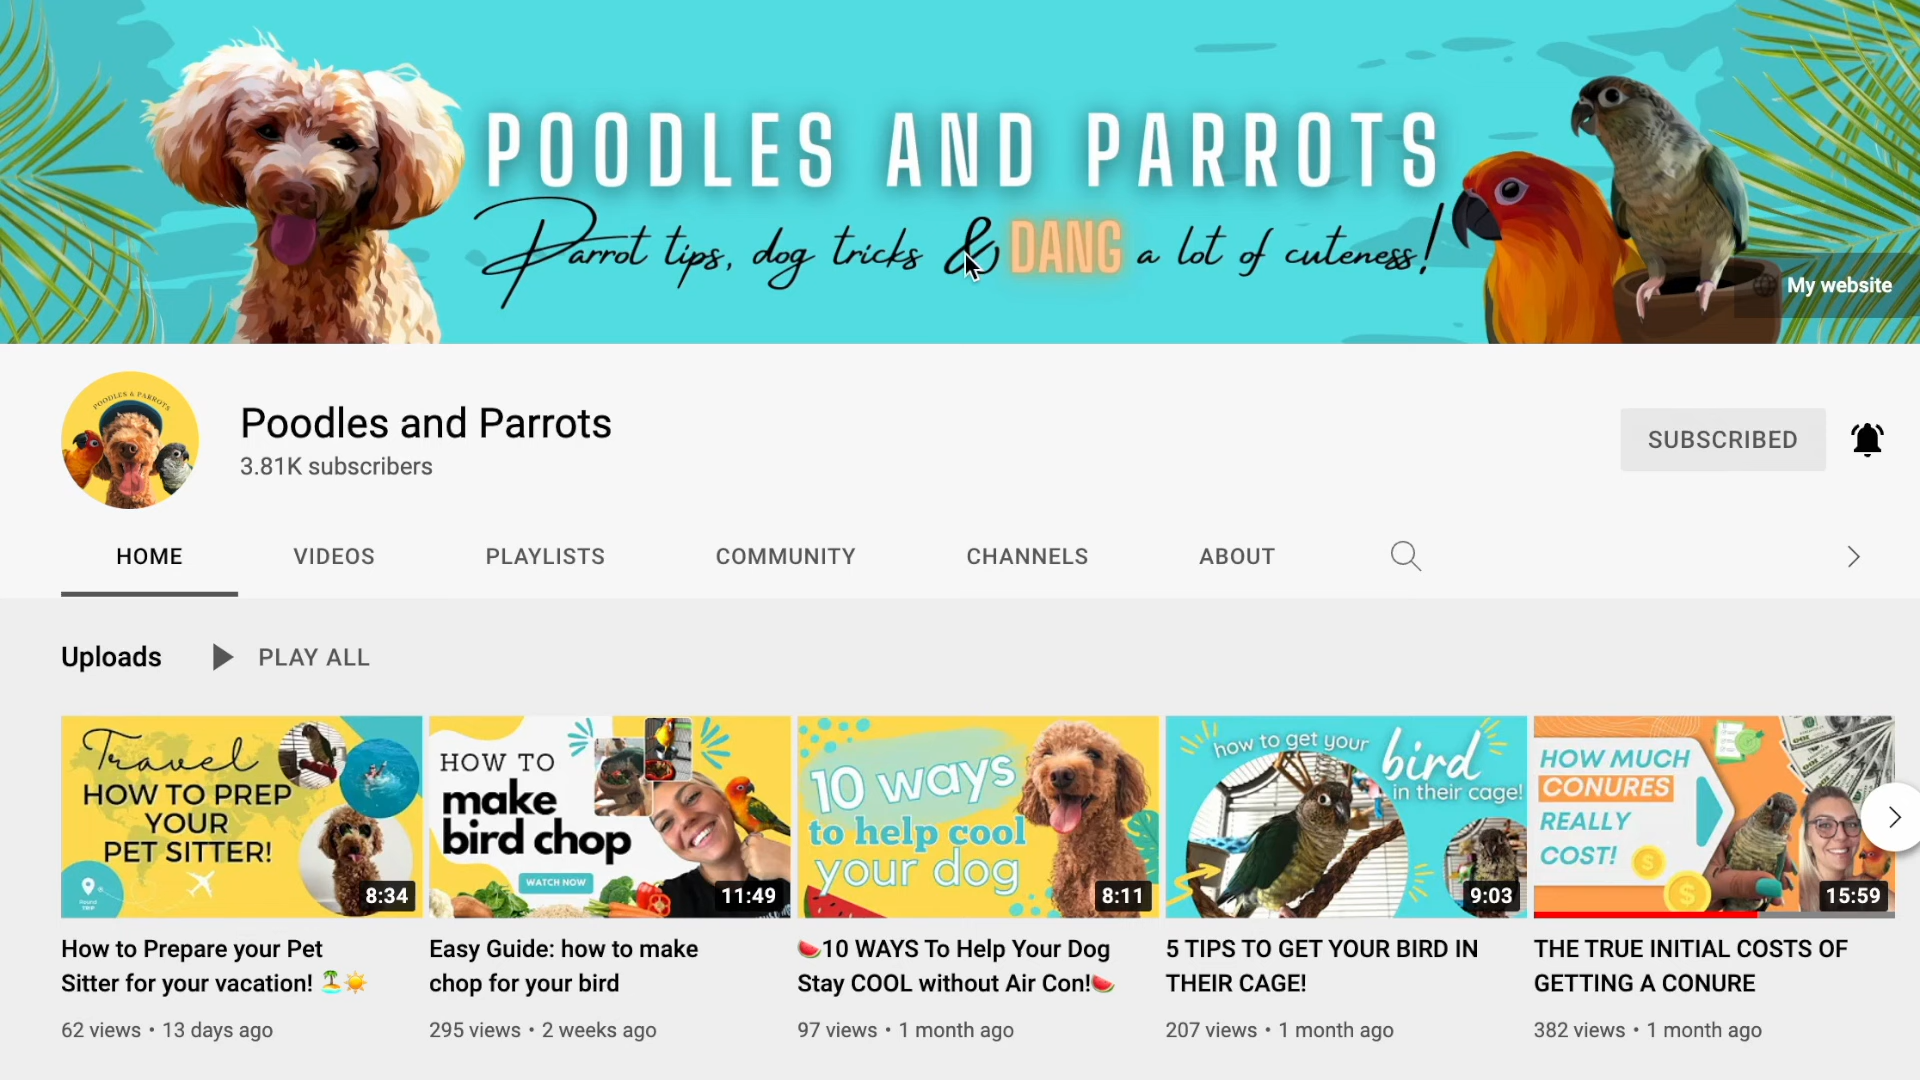 POODLES AND PARROTS
Parrot tips, dog tricks & DANG a lot of cuteness!
My website
POODLES & PARROTS
Poodles and Parrots
3.81K subscribers
SUBSCRIBED
HOME
VIDEOS
PLAYLISTS
COMMUNITY
CHANNELS
ABOUT
Uploads
PLAY ALL
Travel
HOW TO PREP
YOUR
PET SITTER!
Round
TRIP
8:34
HOW TO
make
bird chop
WATCH NOW
11:49
10 ways
to help cool
your dog
8:11
how to get your
bird
in their cage!
9:03
HOW MUCH
CONURES
REALLY
COST!
15:59
How to Prepare your Pet
Sitter for your vacation! 🏝️☀️
62 views • 13 days ago
Easy Guide: how to make
chop for your bird
295 views • 2 weeks ago
🍉10 WAYS To Help Your Dog
Stay COOL without Air Con!🍉
97 views • 1 month ago
5 TIPS TO GET YOUR BIRD IN
THEIR CAGE!
207 views • 1 month ago
THE TRUE INITIAL COSTS OF
GETTING A CONURE
382 views • 1 month ago